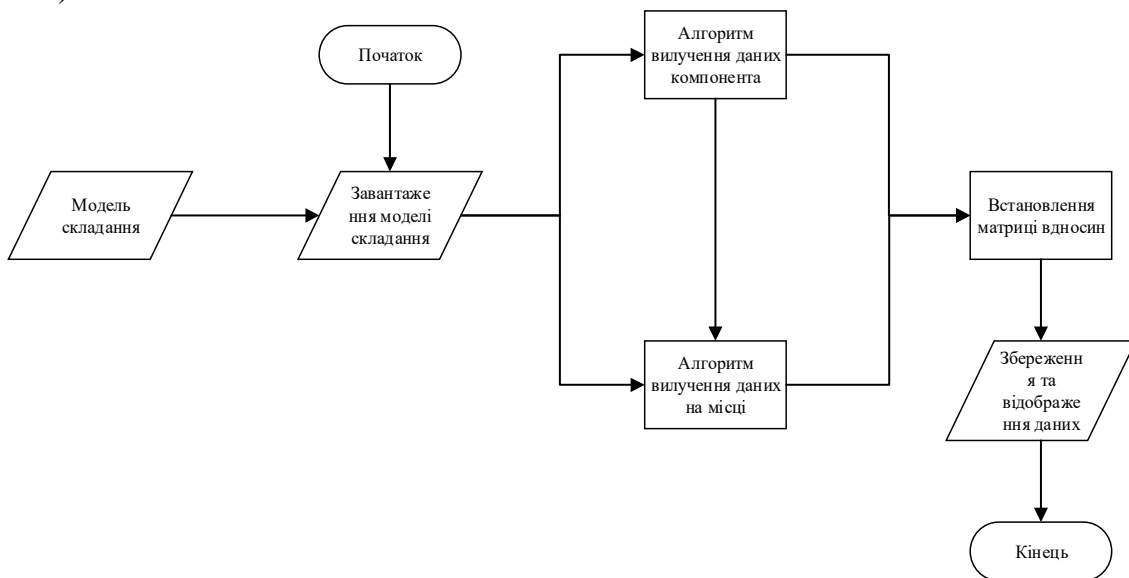 )
Початок
Алгоритм
вилучення даних
компонента
Модель
складання
Завантаже
ння моделі
складання
Встановлення
матриці вдносин
Алгоритм
вилучення даних
на місці
Збереженн
я та
відображе
ння даних
Кінець